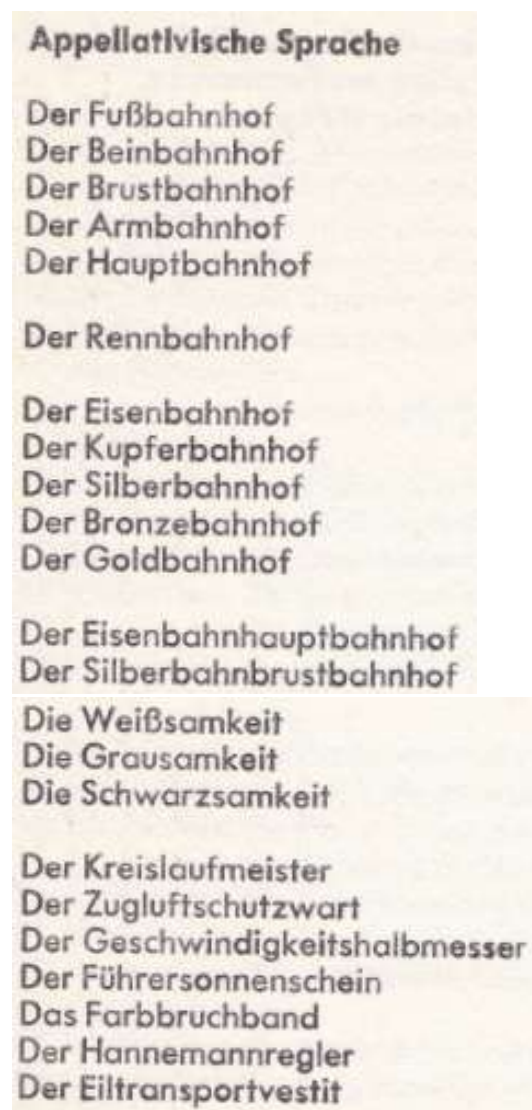 Appellativische Sprache
Der Fußbahnhof
Der Beinbahnhof
Der Brustbahnhof
Der Armbahnhof
Der Hauptbahnhof
Der Rennbahnhof
Der Eisenbahnhof
Der Kupferbahnhof
Der Silberbahnhof
Der Bronzebahnhof
Der Goldbahnhof
Der Eisenbahnhauptbahnhof
Der Silberbahnbrustbahnhof
Die Weißsamkeit
Die Grausamkeit
Die Schwarzsamkeit
Der Kreislaufmeister
Der Zugluftschutzwart
Der Geschwindigkeitshalbmesser
Der Führersonnenschein
Das Farbbruchband
Der Hannemannregler
Der Eiltransportvestit